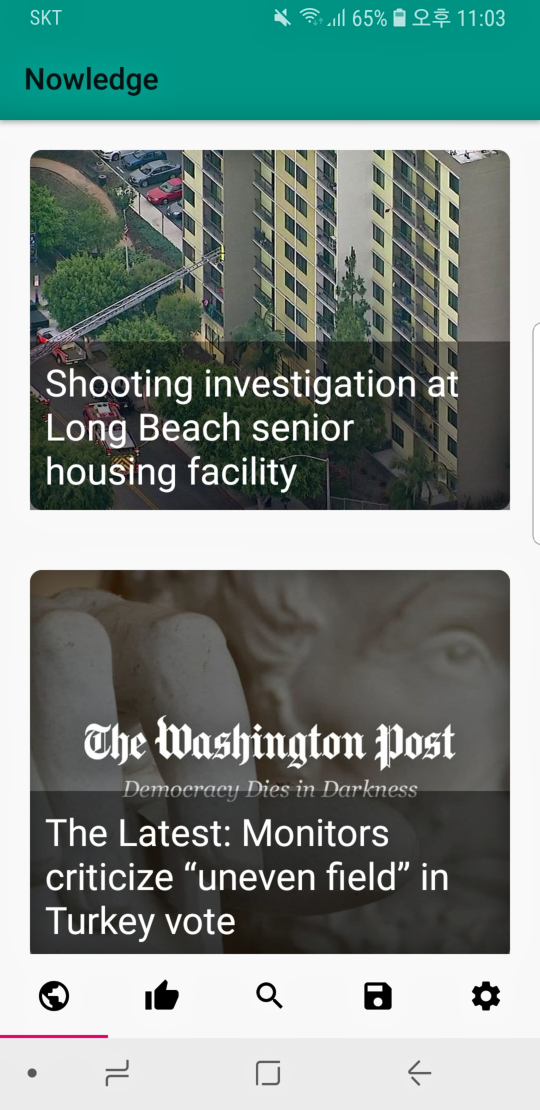 SKT 65% 오후 11:03
Nowledge
Shooting investigation at
Long Beach senior
housing facility
The Washington Post
Democracy Dies in Darkness
The Latest: Monitors
criticize “uneven field” in
Turkey vote